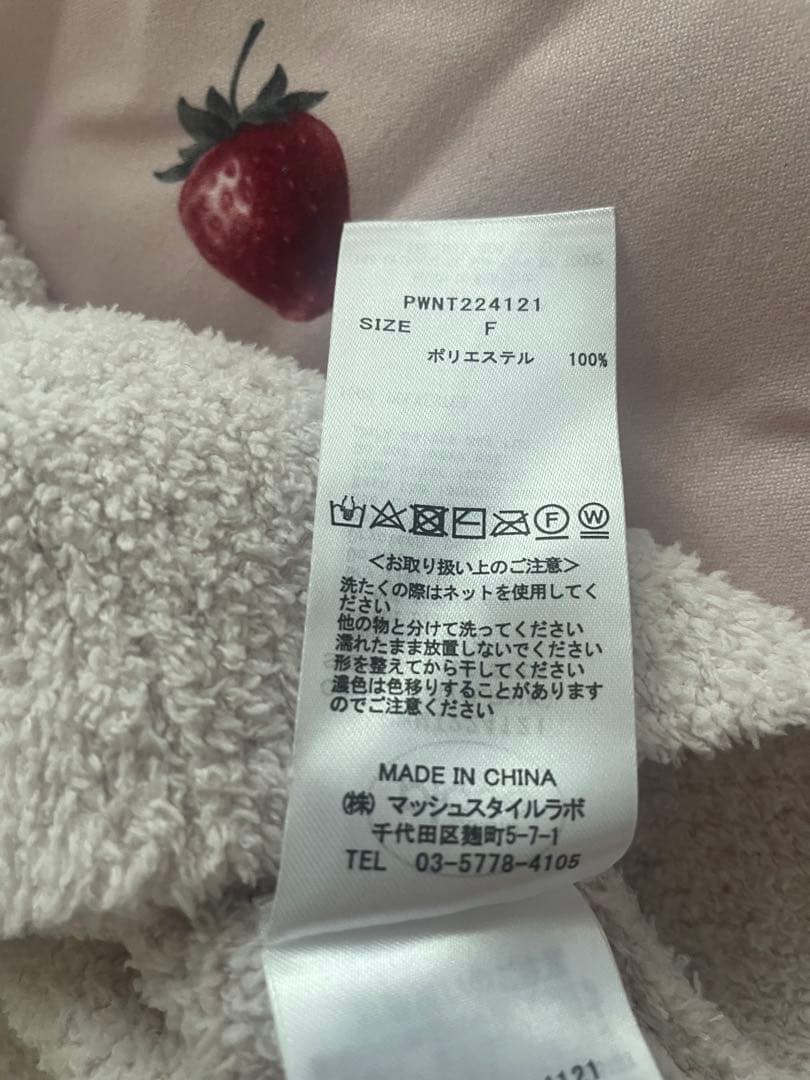 PWNT224121
SIZE F
ポリエステル 100%
F W
<お取り扱い上のご注意>
洗たくの際はネットを使用してく
ださい
他の物と分けて洗ってください
濡れたまま放置しないでください
形を整えてから干してください
濃色は色移りすることがあります
のでご注意ください
MADE IN CHINA
㈱ マッシュスタイルラボ
千代田区麹町5-7-1
TEL 03-5778-4105
4121